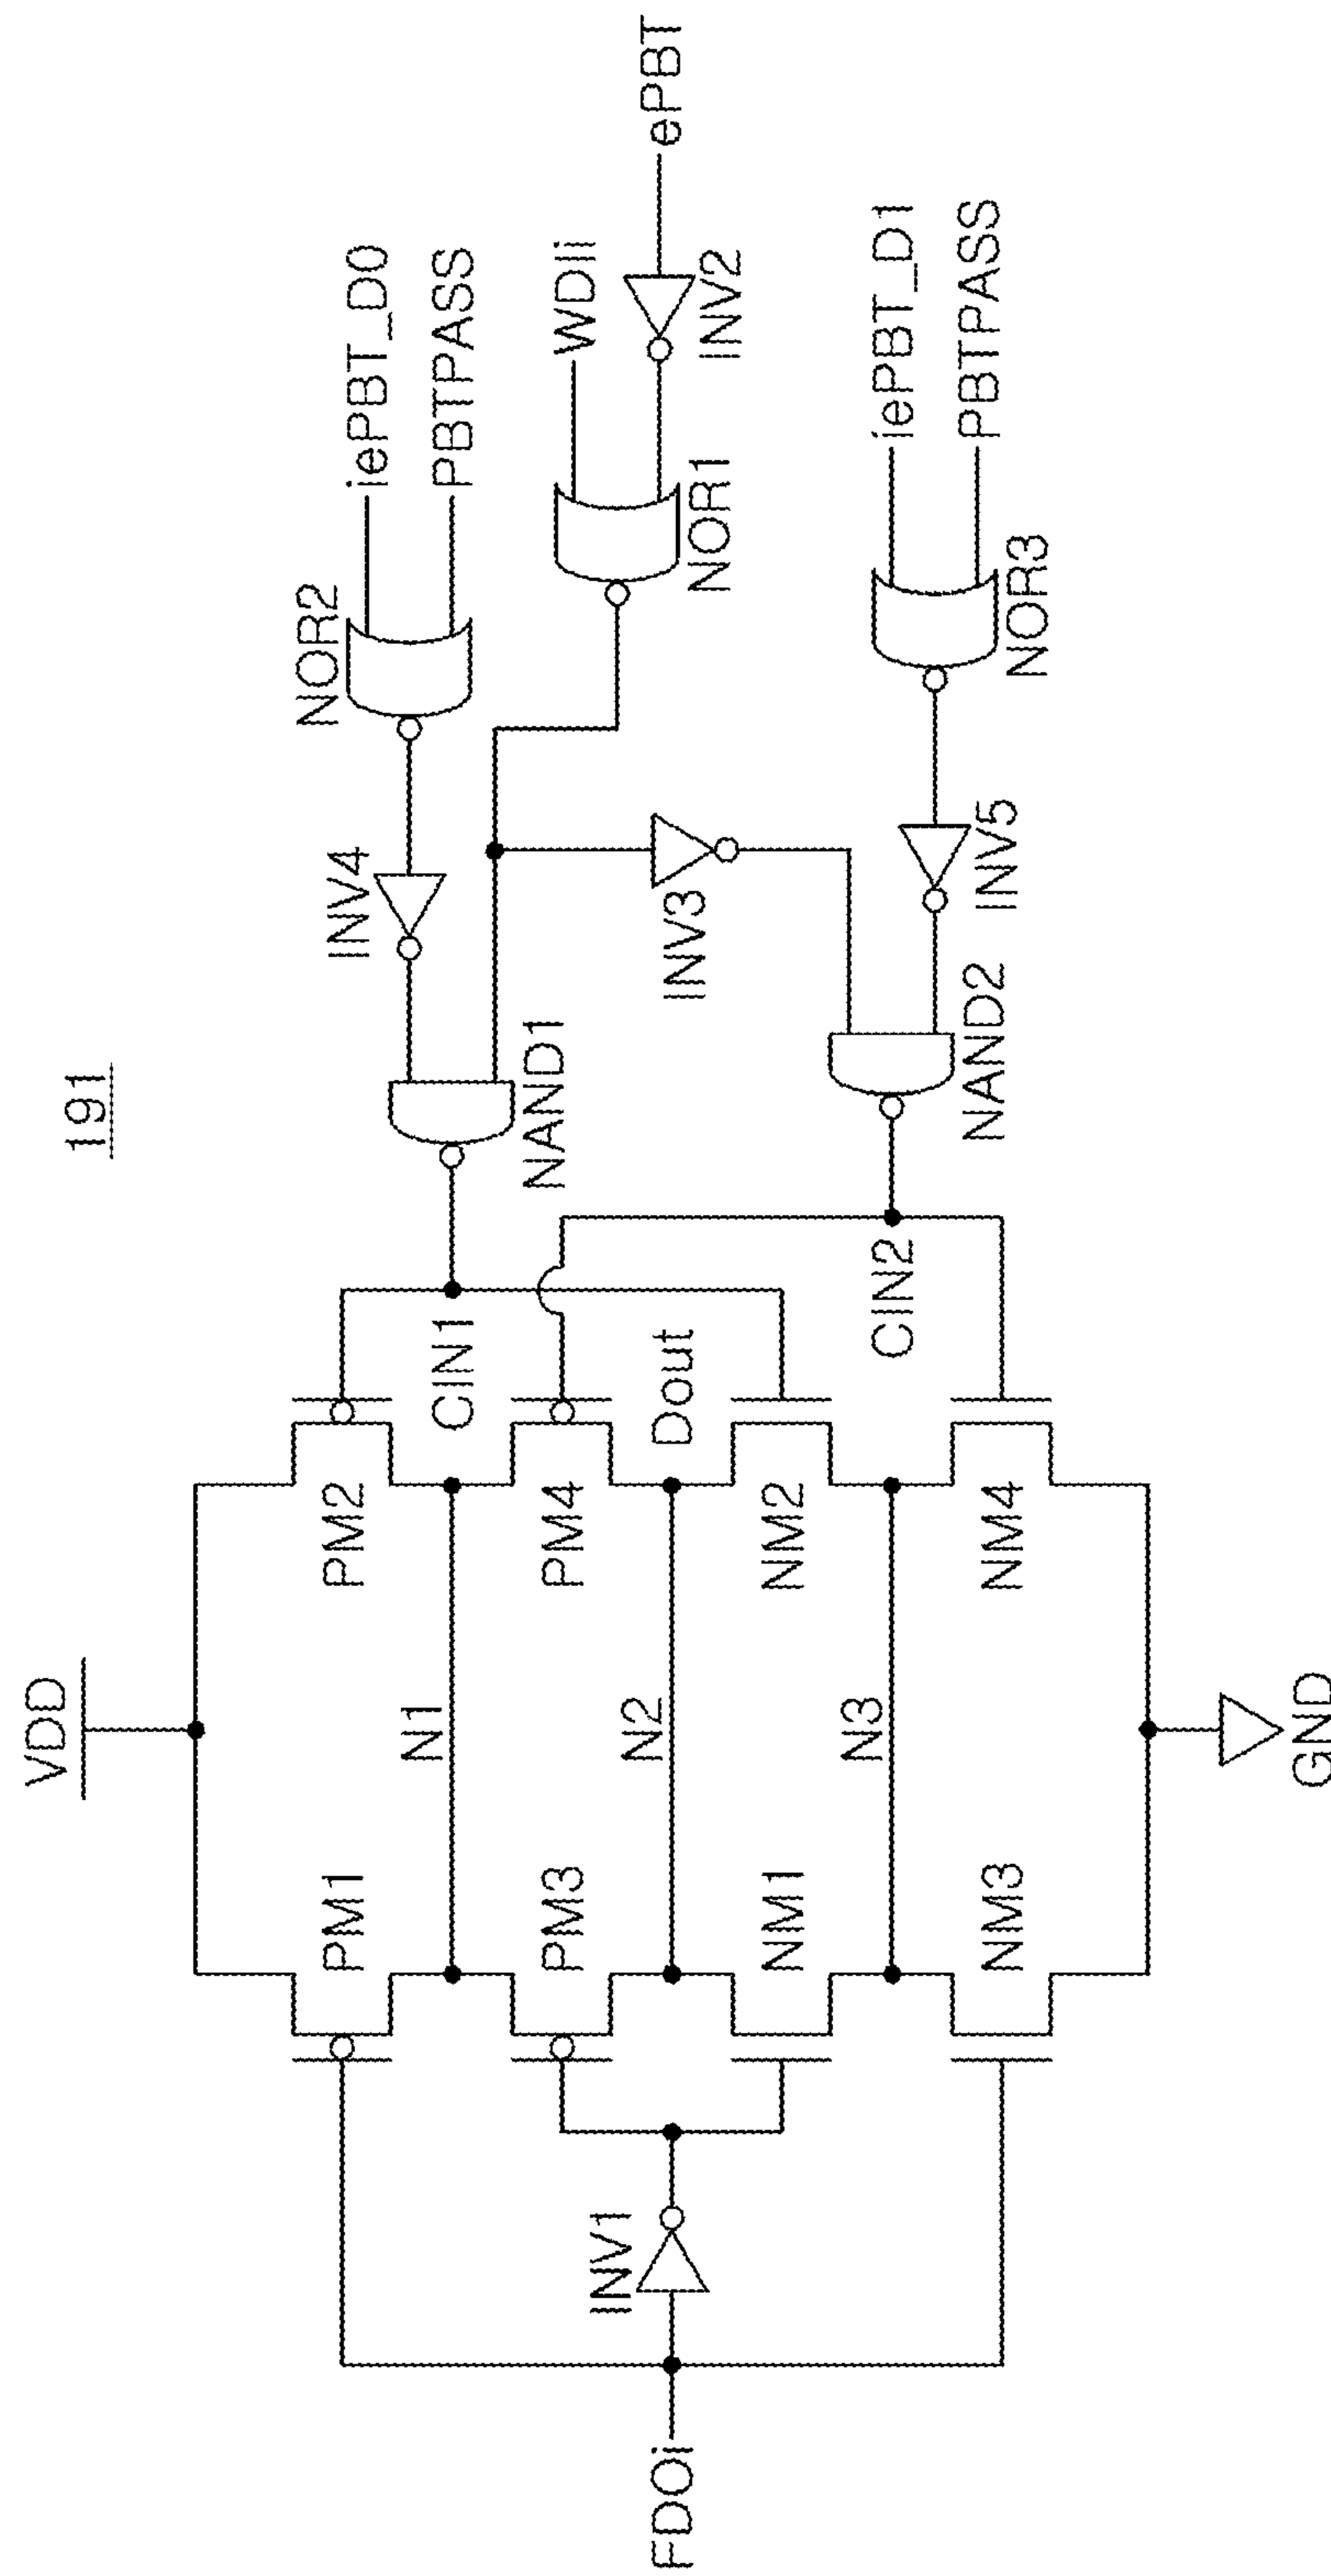 191
VDD
PM1
PM2
N1
CIN1
PM3
PM4
N2
Dout
NM1
NM2
N3
CIN2
NM3
NM4
GND
FDOi
INV1
NAND1
INV4
NOR2
iePBT_D0
PBTPASS
NOR1
WDIi
INV2
ePBT
INV3
NAND2
INV5
NOR3
iePBT_D1
PBTPASS